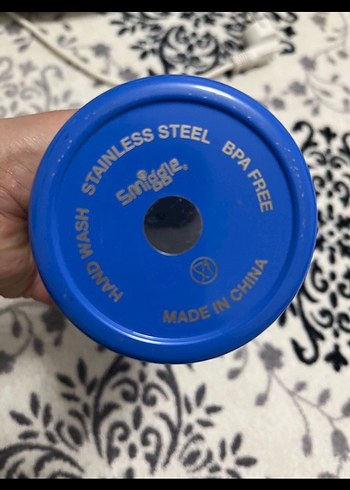 HAND WASH STAINLESS STEEL BPA FREE
Smiggle
MADE IN CHINA